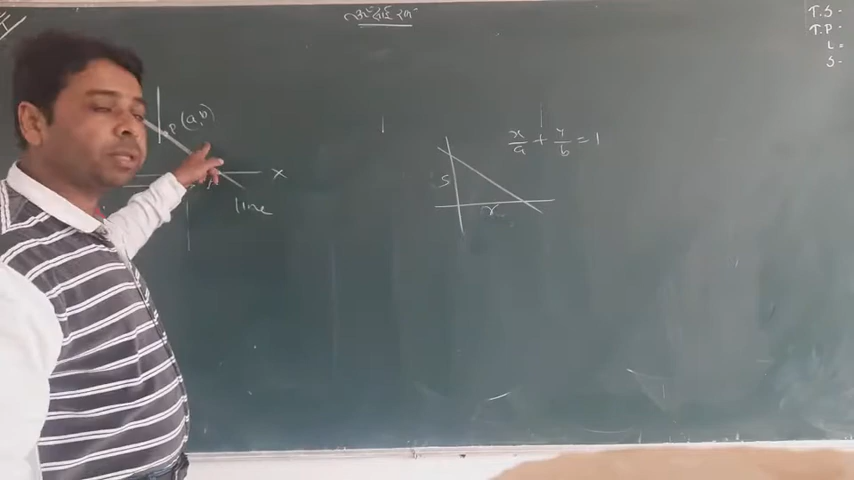 T.S-
T.P-
L=
S-
P(a,b)
x/a + y/b = 1
X
line
S
x